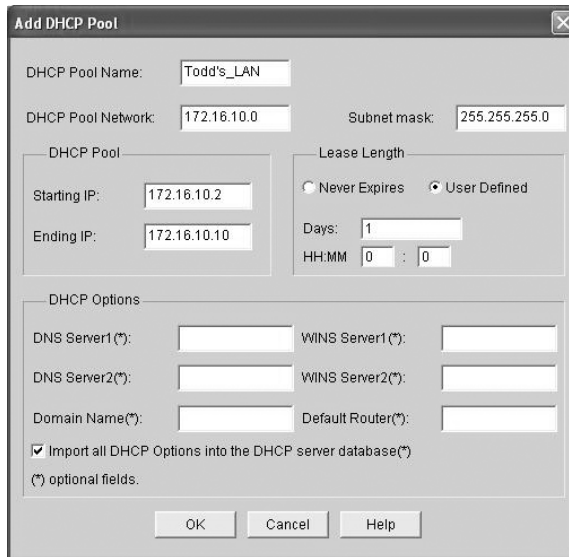 Add DHCP Pool
DHCP Pool Name: Todd's_LAN
DHCP Pool Network: 172.16.10.0 Subnet mask: 255.255.255.0
DHCP Pool
Starting IP: 172.16.10.2
Ending IP: 172.16.10.10
Lease Length
Never Expires User Defined
Days: 1
HH:MM 0 : 0
DHCP Options
DNS Server1(*): WINS Server1(*):
DNS Server2(*): WINS Server2(*):
Domain Name(*): Default Router(*):
Import all DHCP Options into the DHCP server database(*)
(*) optional fields.
OK Cancel Help